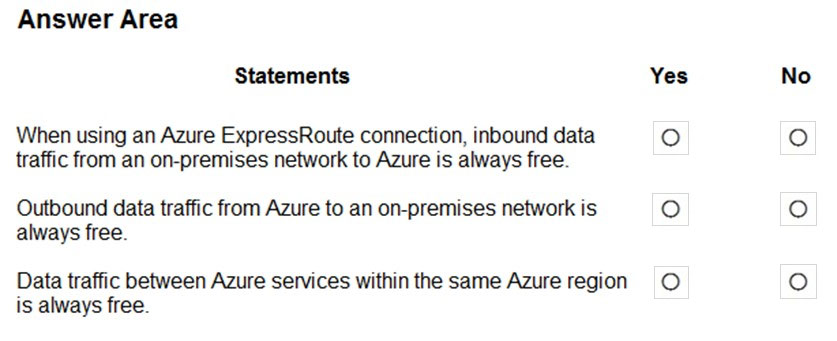 Answer Area
Statements Yes No
When using an Azure ExpressRoute connection, inbound data
traffic from an on-premises network to Azure is always free.
Outbound data traffic from Azure to an on-premises network is
always free.
Data traffic between Azure services within the same Azure region
is always free.